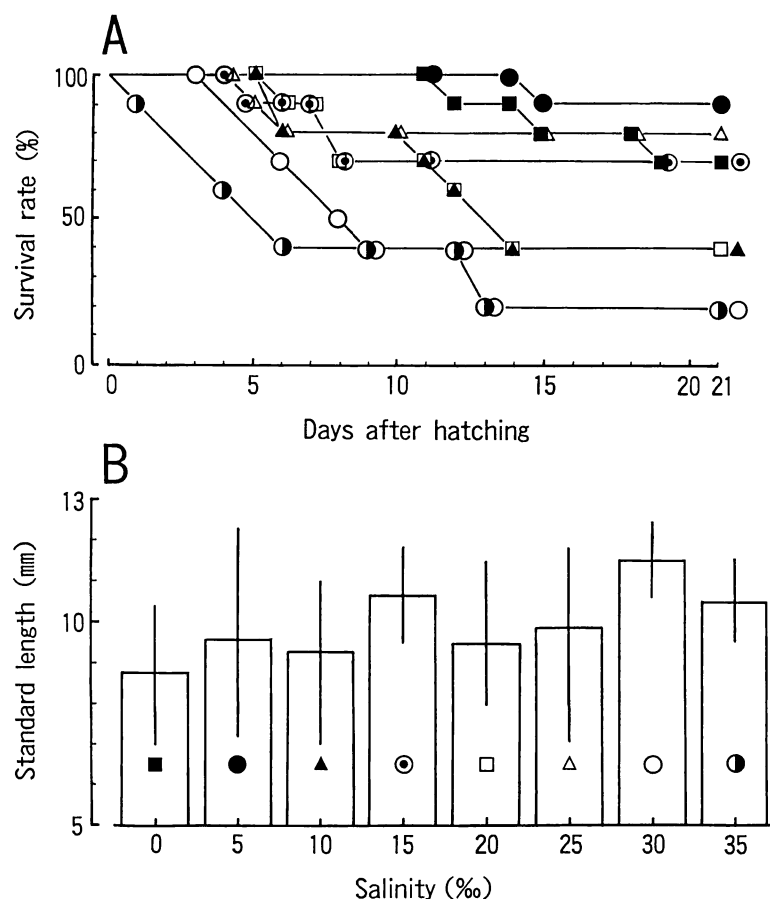 A
100
50
0
Survival rate (%)
0 5 10 15 20 21
Days after hatching
B
13
10
5
Standard length (mm)
0 5 10 15 20 25 30 35
Salinity (‰)